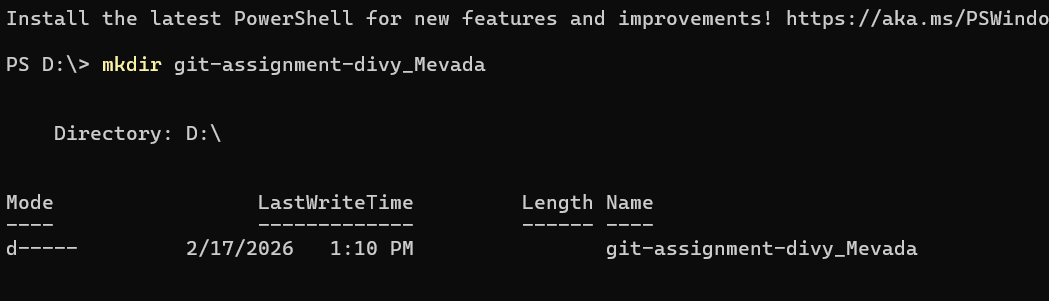 Install the latest PowerShell for new features and improvements! https://aka.ms/PSWindo
PS D:\> mkdir git-assignment-divy_Mevada
Directory: D:\
Mode LastWriteTime Length Name
---- ------------- ------ ----
d----- 2/17/2026 1:10 PM git-assignment-divy_Mevada